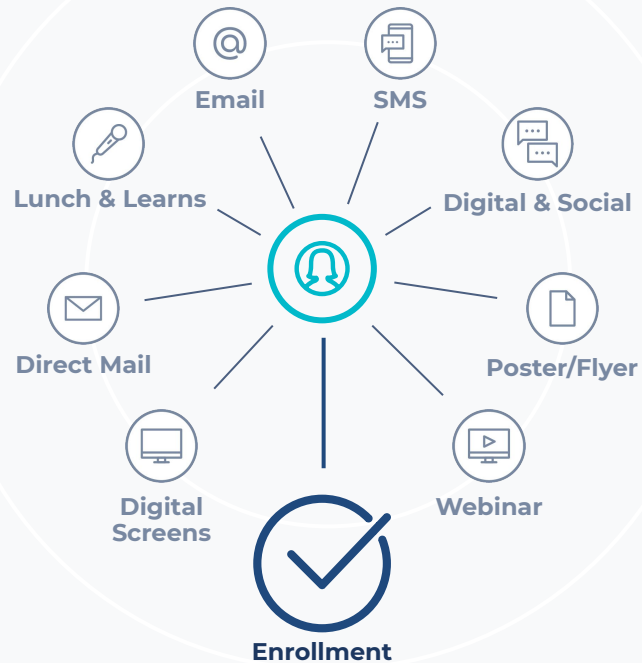 Email
SMS
Lunch & Learns
Digital & Social
Direct Mail
Poster/Flyer
Digital
Screens
Webinar
Enrollment